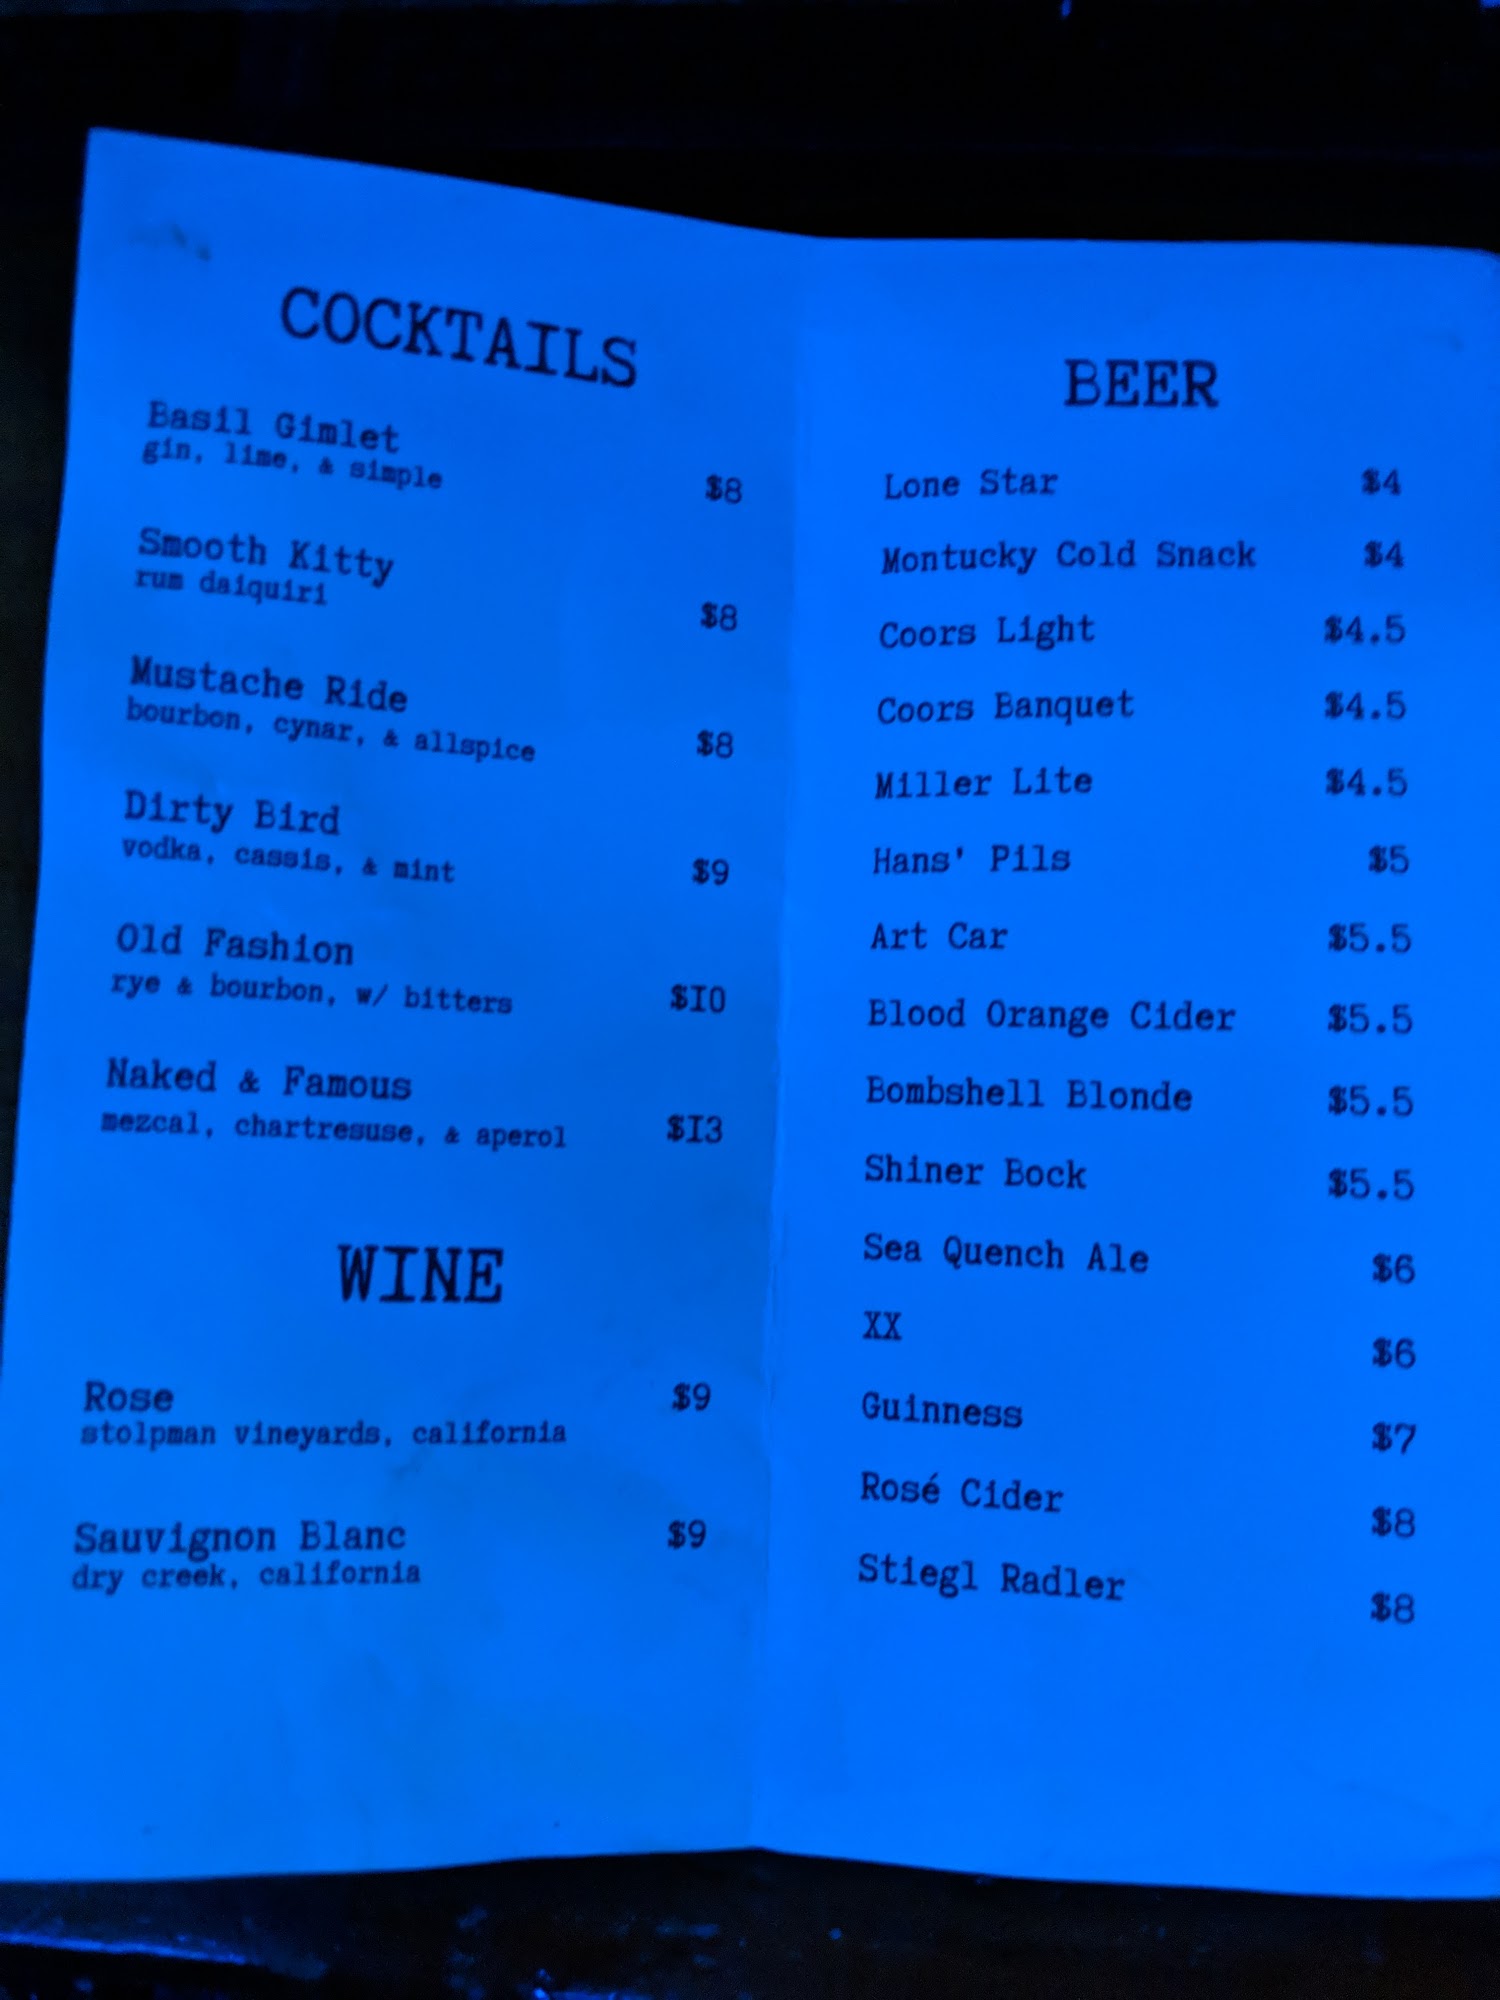 COCKTAILS
Basil Gimlet
gin, lime, & simple
$8
Smooth Kitty
rum daiquiri
$8
Mustache Ride
bourbon, cynar, & allspice
$8
Dirty Bird
vodka, cassis, & mint
$9
Old Fashion
rye & bourbon, w/ bitters
$10
Naked & Famous
mezcal, chartresuse, & aperol
$13
WINE
Rose $9
stolpman vineyards, california
Sauvignon Blanc $9
dry creek, california
BEER
Lone Star $4
Montucky Cold Snack $4
Coors Light $4.5
Coors Banquet $4.5
Miller Lite $4.5
Hans' Pils $5
Art Car $5.5
Blood Orange Cider $5.5
Bombshell Blonde $5.5
Shiner Bock $5.5
Sea Quench Ale $6
XX $6
Guinness $7
Rosé Cider $8
Stiegl Radler $8